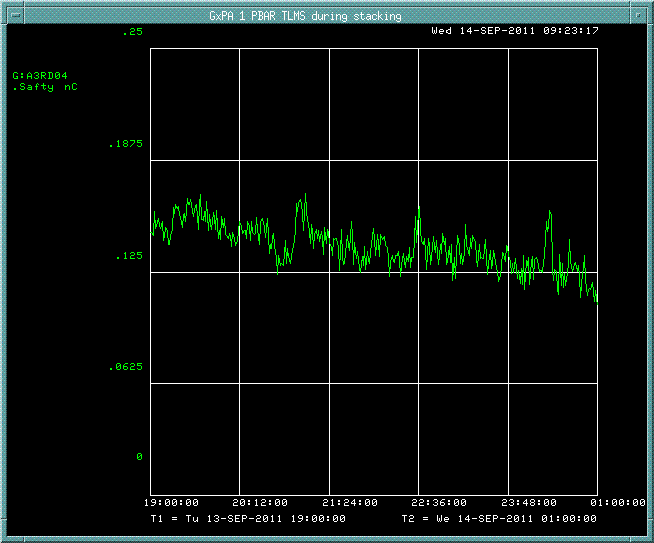 GxPA 1 PBAR TLMS during stacking
.25
Wed 14-SEP-2011 09:23:17
G:A3RD04
.Safty nC
.1875
.125
.0625
0
19:00:00 20:12:00 21:24:00 22:36:00 23:48:00 01:00:00
T1 = Tu 13-SEP-2011 19:00:00 T2 = We 14-SEP-2011 01:00:00